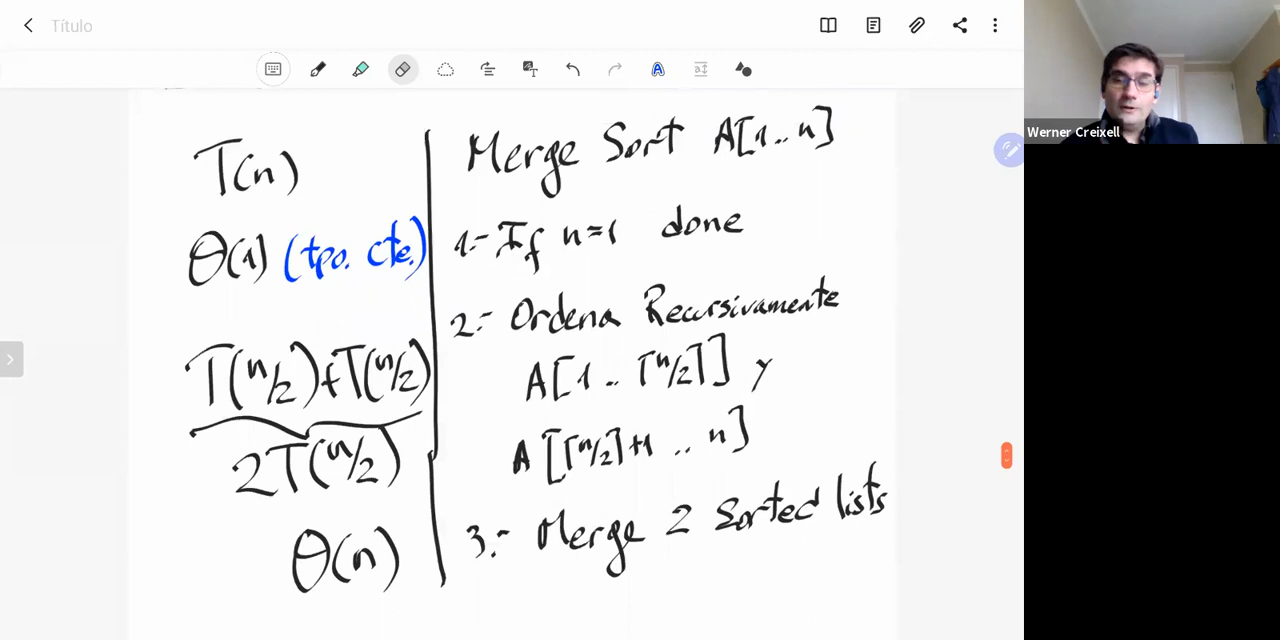 Título
Werner Creixell
T(n)
Merge Sort A[1..n]
Θ(1) (tpo. cte.)
1.- If n=1 done
2.- Ordena Recursivamente
T(n/2)+T(n/2)
A[1..⌈n/2⌉] y
2T(n/2)
A[⌈n/2⌉+1 .. n]
3.- Merge 2 Sorted lists
Θ(n)